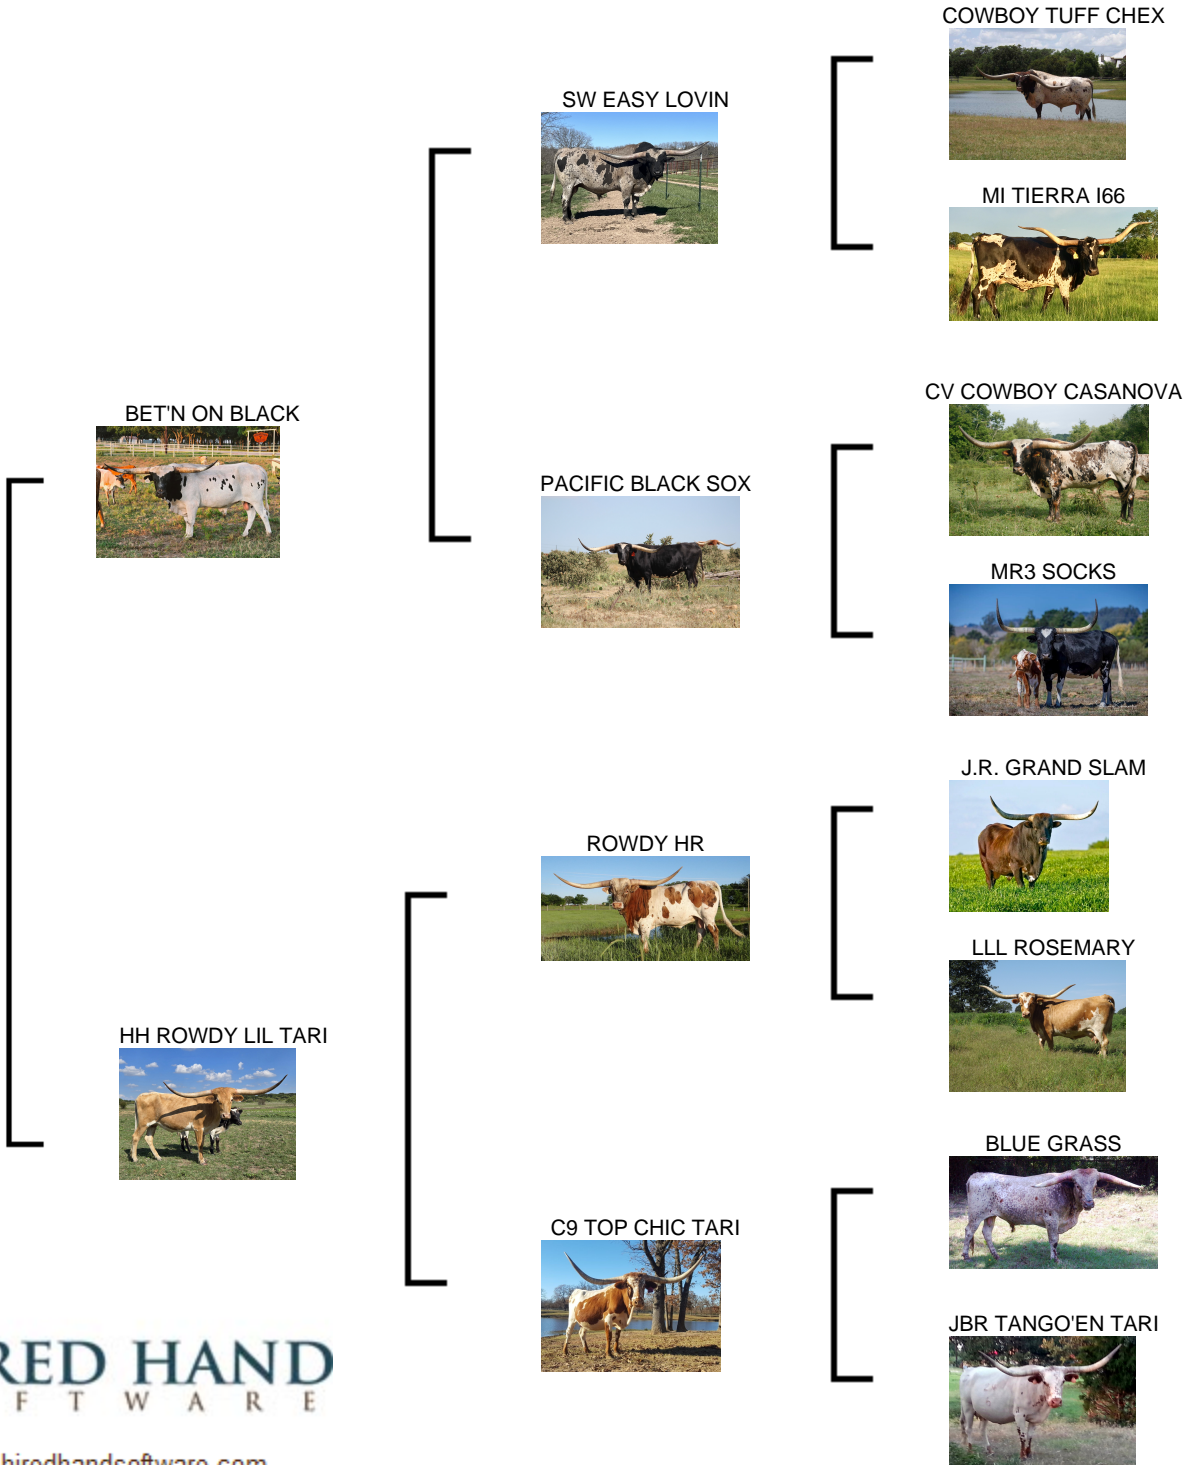 COWBOY TUFF CHEX
SW EASY LOVIN
MI TIERRA I66
BET'N ON BLACK
CV COWBOY CASANOVA
PACIFIC BLACK SOX
MR3 SOCKS
J.R. GRAND SLAM
ROWDY HR
LLL ROSEMARY
HH ROWDY LIL TARI
BLUE GRASS
C9 TOP CHIC TARI
JBR TANGO'EN TARI
RED HAND
F T W A R E
hiredhandsoftware.com